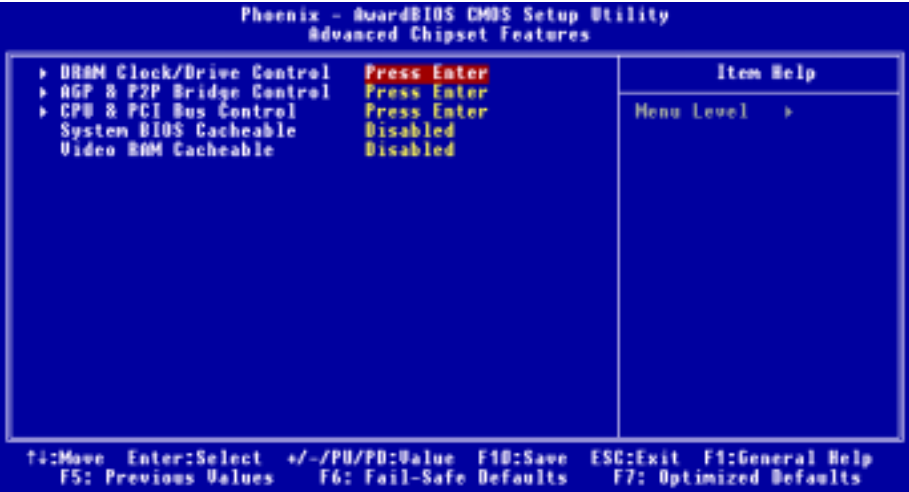 Phoenix - AwardBIOS CMOS Setup Utility
Advanced Chipset Features
DRAM Clock/Drive Control Press Enter
AGP & P2P Bridge Control Press Enter
CPU & PCI Bus Control Press Enter
System BIOS Cacheable Disabled
Video RAM Cacheable Disabled
Item Help
Menu Level
↑↓:Move Enter:Select +/-/PU/PD:Value F10:Save ESC:Exit F1:General Help
F5: Previous Values F6: Fail-Safe Defaults F7: Optimized Defaults